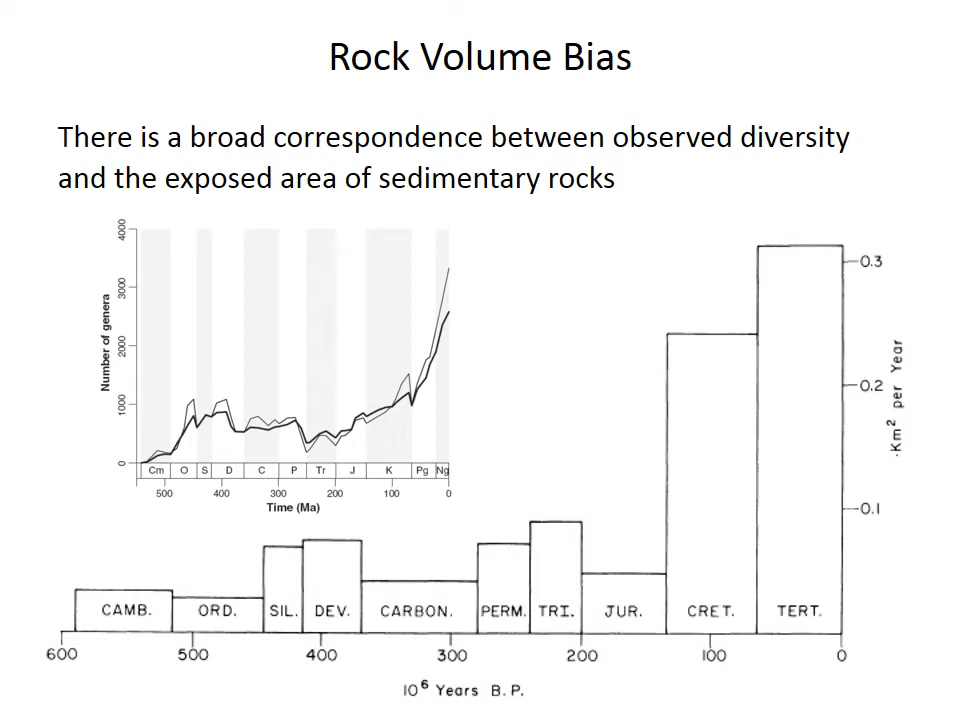 Rock Volume Bias
There is a broad correspondence between observed diversity
and the exposed area of sedimentary rocks
Number of genera
4000
3000
2000
1000
0
Cm O S D C P Tr J K Pg Ng
500 400 300 200 100 0
Time (Ma)
0.3
0.2
0.1
Km² per Year
CAMB. ORD. SIL. DEV. CARBON. PERM. TRI. JUR. CRET. TERT.
600 500 400 300 200 100 0
10⁶ Years B.P.